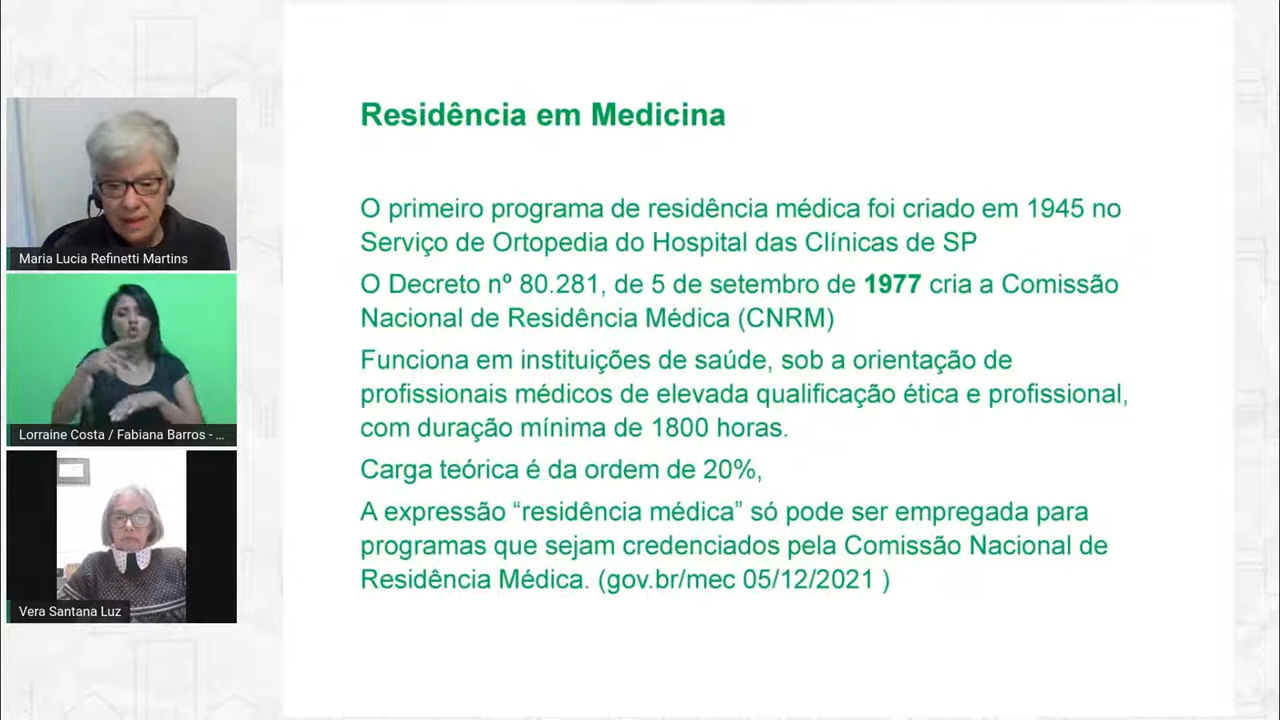 Residência em Medicina
O primeiro programa de residência médica foi criado em 1945 no
Serviço de Ortopedia do Hospital das Clínicas de SP
O Decreto nº 80.281, de 5 de setembro de 1977 cria a Comissão
Nacional de Residência Médica (CNRM)
Funciona em instituições de saúde, sob a orientação de
profissionais médicos de elevada qualificação ética e profissional,
com duração mínima de 1800 horas.
Carga teórica é da ordem de 20%,
A expressão “residência médica” só pode ser empregada para
programas que sejam credenciados pela Comissão Nacional de
Residência Médica. (gov.br/mec 05/12/2021 )
Maria Lucia Refinetti Martins
Lorraine Costa / Fabiana Barros - ...
Vera Santana Luz